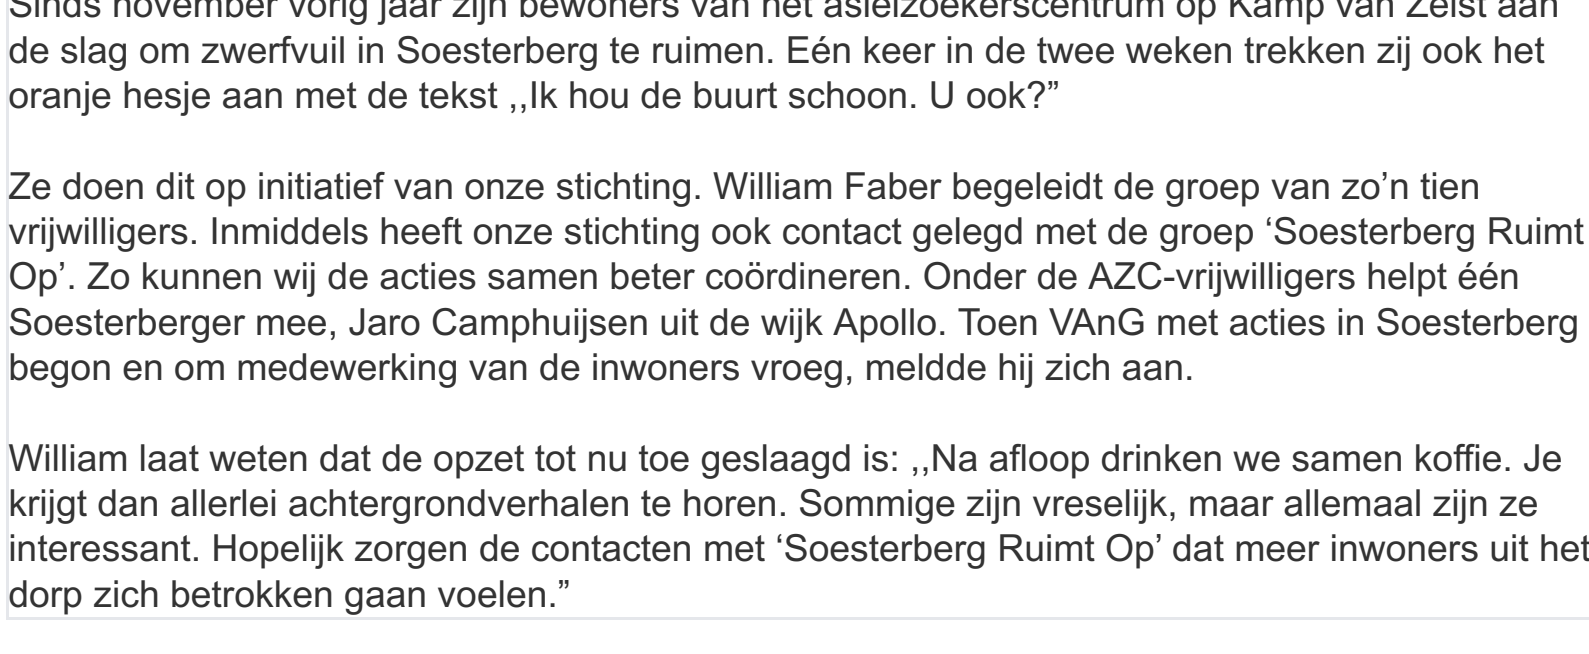 Sinds november vorig jaar zijn bewoners van het asielzoekerscentrum op Kamp van Zeist aan
de slag om zwerfvuil in Soesterberg te ruimen. Eén keer in de twee weken trekken zij ook het
oranje hesje aan met de tekst ,,Ik hou de buurt schoon. U ook?”
Ze doen dit op initiatief van onze stichting. William Faber begeleidt de groep van zo’n tien
vrijwilligers. Inmiddels heeft onze stichting ook contact gelegd met de groep ‘Soesterberg Ruimt
Op’. Zo kunnen wij de acties samen beter coördineren. Onder de AZC-vrijwilligers helpt één
Soesterberger mee, Jaro Camphuijsen uit de wijk Apollo. Toen VAnG met acties in Soesterberg
begon en om medewerking van de inwoners vroeg, meldde hij zich aan.
William laat weten dat de opzet tot nu toe geslaagd is: ,,Na afloop drinken we samen koffie. Je
krijgt dan allerlei achtergrondverhalen te horen. Sommige zijn vreselijk, maar allemaal zijn ze
interessant. Hopelijk zorgen de contacten met ‘Soesterberg Ruimt Op’ dat meer inwoners uit het
dorp zich betrokken gaan voelen.”